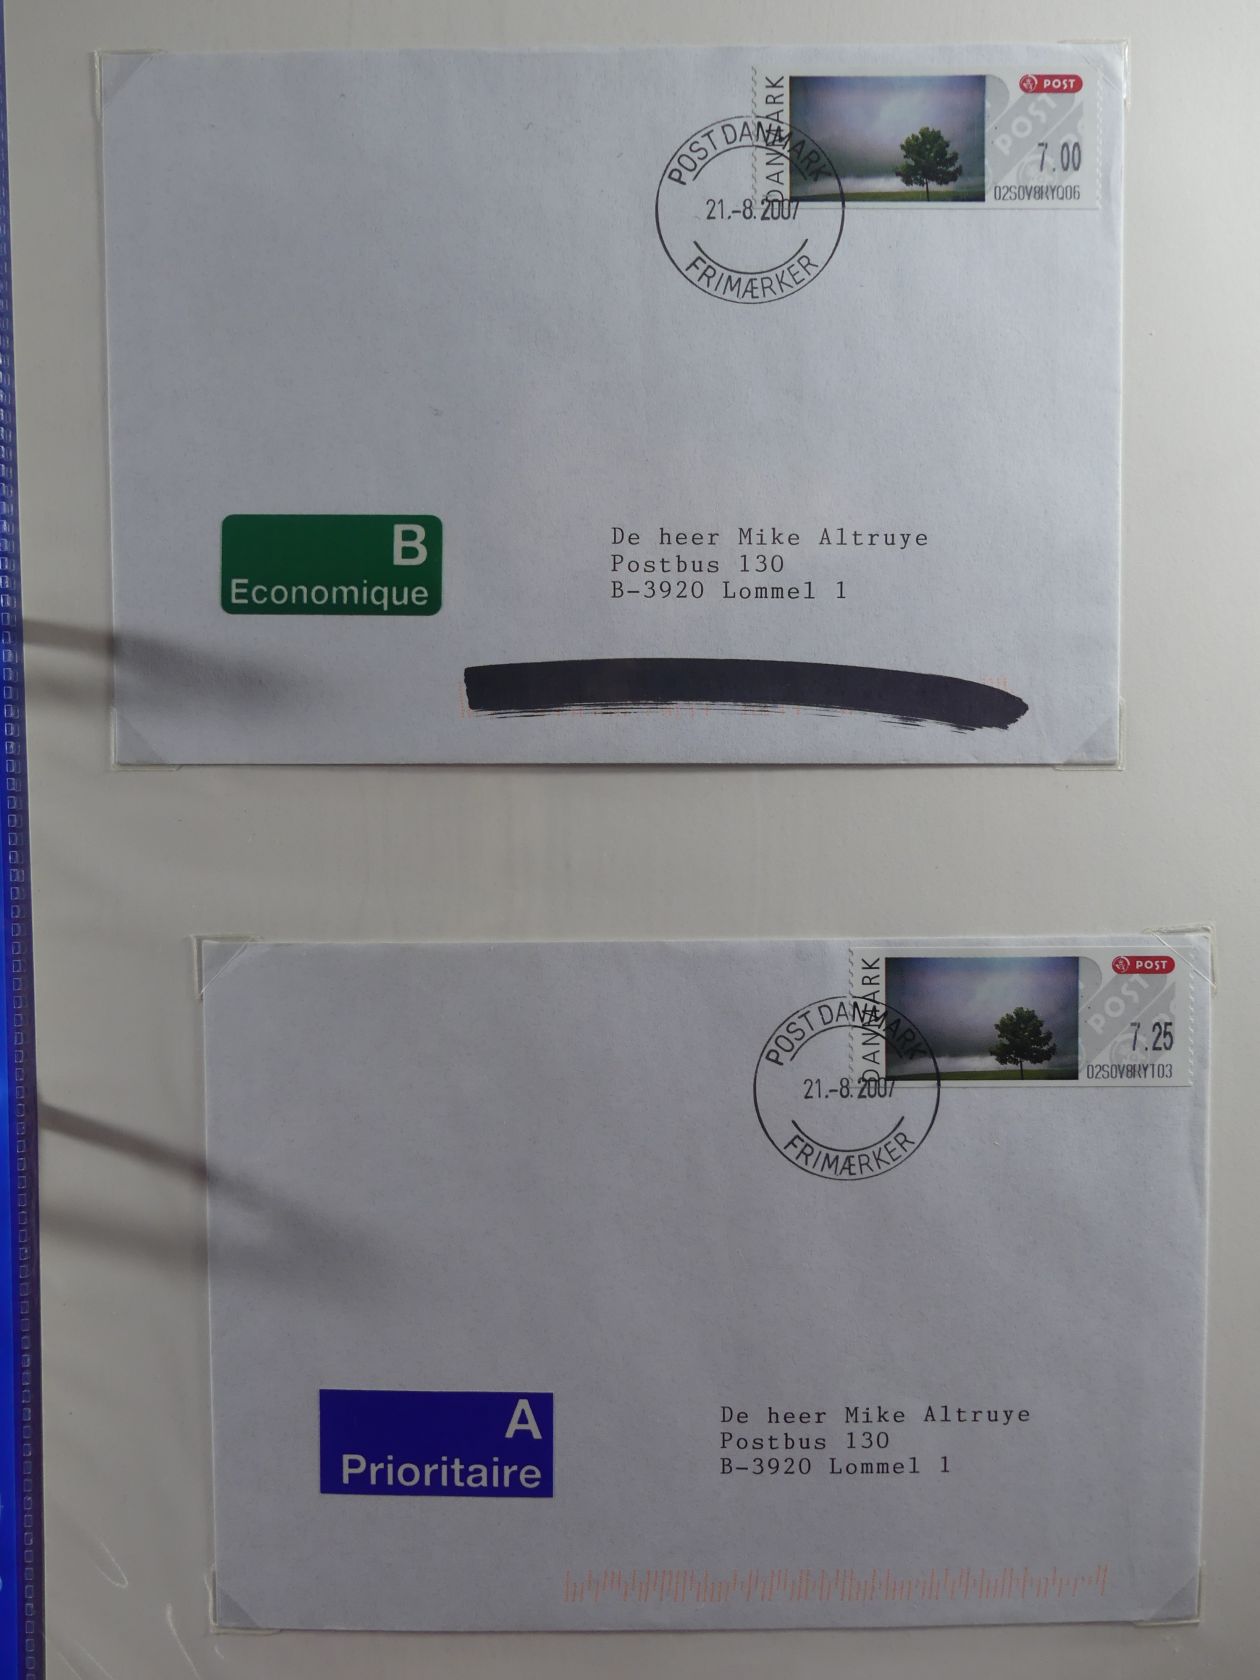 DANMARK
POST
POST
7.00
02S0V8RYQ06
POST DANMARK
21.-8.2007
FRIMÆRKER
B
Economique
De heer Mike Altruye
Postbus 130
B-3920 Lommel 1
DANMARK
POST
POST
7.25
02S0V8RYT03
POST DANMARK
21.-8.2007
FRIMÆRKER
A
Prioritaire
De heer Mike Altruye
Postbus 130
B-3920 Lommel 1